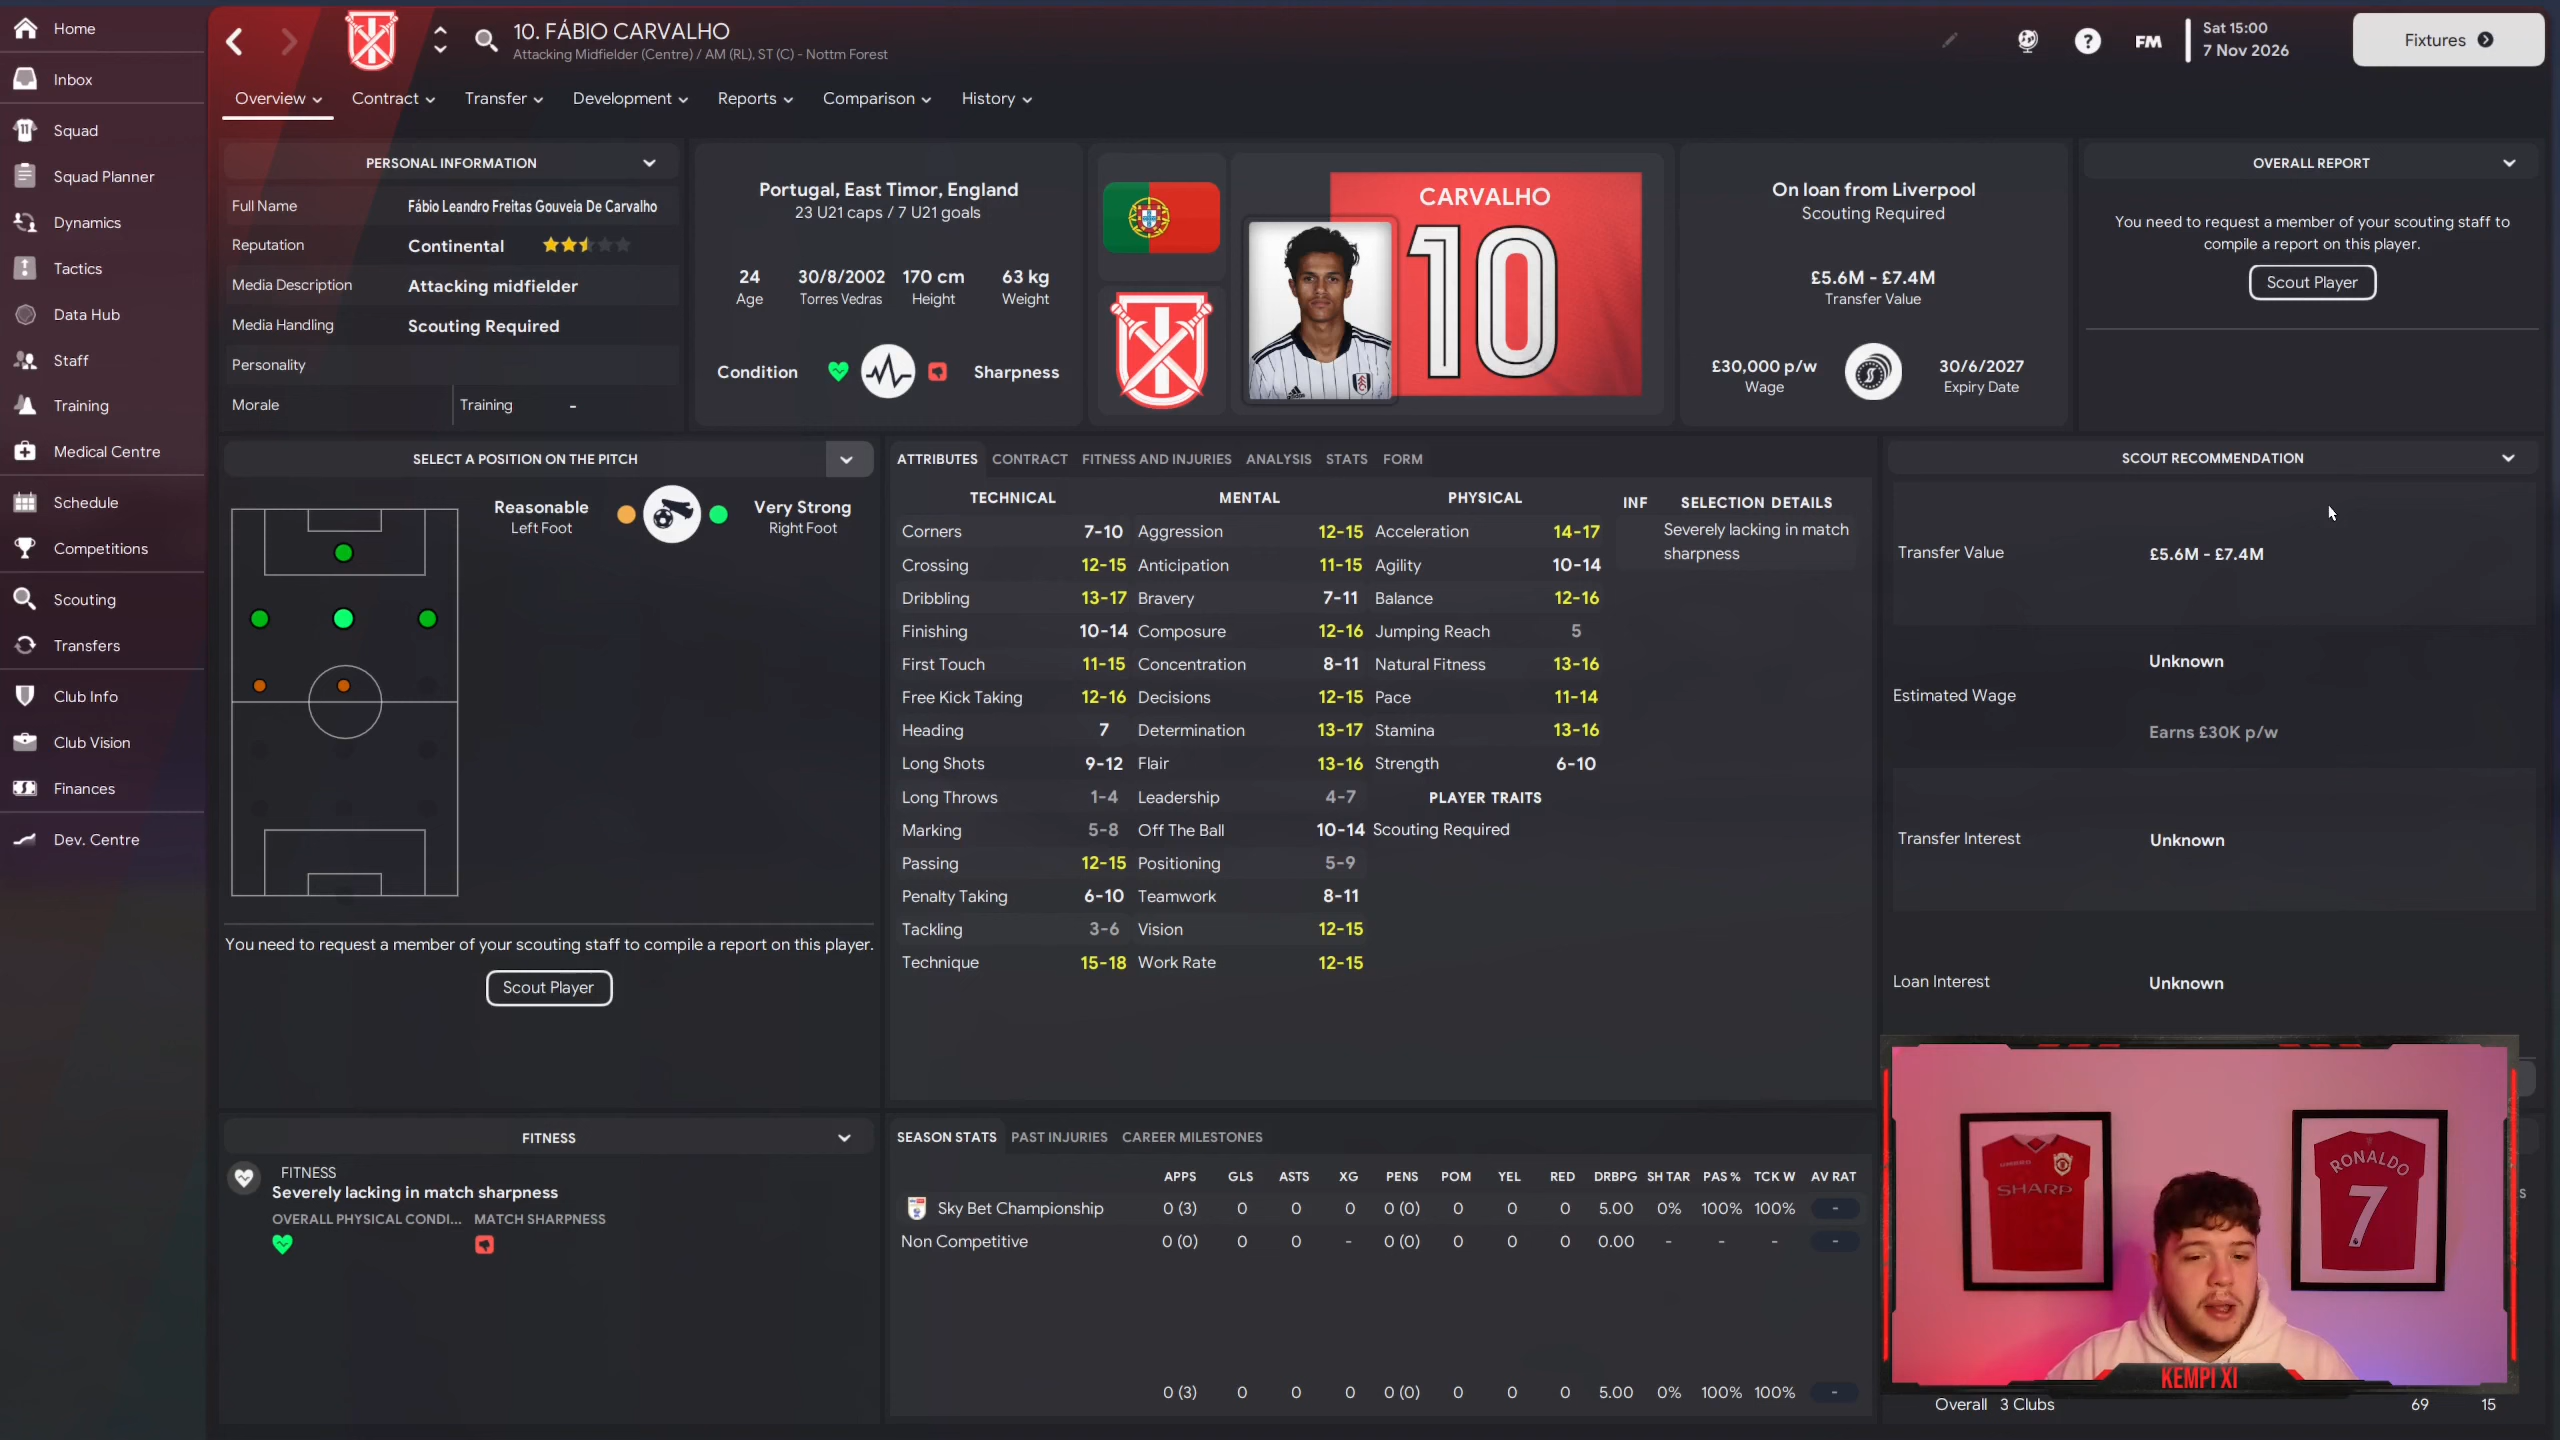 Home
Inbox
Squad
Squad Planner
Dynamics
Tactics
Data Hub
Staff
Training
Medical Centre
Schedule
Competitions
Scouting
Transfers
Club Info
Club Vision
Finances
Dev. Centre
10. FÁBIO CARVALHO
Attacking Midfielder (Centre) / AM (RL), ST (C) - Nottm Forest
FM
Sat 15:00
7 Nov 2026
Fixtures
Overview Contract Transfer Development Reports Comparison History
PERSONAL INFORMATION
Full Name Fábio Leandro Freitas Gouveia De Carvalho
Reputation Continental
Media Description Attacking midfielder
Media Handling Scouting Required
Personality
Morale Training -
Portugal, East Timor, England
23 U21 caps / 7 U21 goals
24 30/8/2002 170 cm 63 kg
Age Torres Vedras Height Weight
Condition Sharpness
CARVALHO
10
On loan from Liverpool
Scouting Required
£5.6M - £7.4M
Transfer Value
£30,000 p/w 30/6/2027
Wage Expiry Date
OVERALL REPORT
You need to request a member of your scouting staff to
compile a report on this player.
Scout Player
SELECT A POSITION ON THE PITCH
Reasonable Very Strong
Left Foot Right Foot
You need to request a member of your scouting staff to compile a report on this player.
Scout Player
ATTRIBUTES CONTRACT FITNESS AND INJURIES ANALYSIS STATS FORM
TECHNICAL MENTAL PHYSICAL INF SELECTION DETAILS
Corners 7-10 Aggression 12-15 Acceleration 14-17 Severely lacking in match
sharpness
Crossing 12-15 Anticipation 11-15 Agility 10-14
Dribbling 13-17 Bravery 7-11 Balance 12-16
Finishing 10-14 Composure 12-16 Jumping Reach 5
First Touch 11-15 Concentration 8-11 Natural Fitness 13-16
Free Kick Taking 12-16 Decisions 12-15 Pace 11-14
Heading 7 Determination 13-17 Stamina 13-16
Long Shots 9-12 Flair 13-16 Strength 6-10
Long Throws 1-4 Leadership 4-7 PLAYER TRAITS
Marking 5-8 Off The Ball 10-14 Scouting Required
Passing 12-15 Positioning 5-9
Penalty Taking 6-10 Teamwork 8-11
Tackling 3-6 Vision 12-15
Technique 15-18 Work Rate 12-15
SCOUT RECOMMENDATION
Transfer Value £5.6M - £7.4M
Unknown
Estimated Wage
Earns £30K p/w
Transfer Interest Unknown
Loan Interest Unknown
FITNESS
FITNESS
Severely lacking in match sharpness
OVERALL PHYSICAL CONDI... MATCH SHARPNESS
SEASON STATS PAST INJURIES CAREER MILESTONES
APPS GLS ASTS XG PENS POM YEL RED DRBPG SH TAR PAS % TCK W AV RAT
Sky Bet Championship 0 (3) 0 0 0 0 (0) 0 0 0 5.00 0% 100% 100% -
Non Competitive 0 (0) 0 0 - 0 (0) 0 0 0 0.00 - - - -
0 (3) 0 0 0 0 (0) 0 0 0 5.00 0% 100% 100% -
UMBRO
SHARP
RONALDO
7
KEMPI XI
Overall 3 Clubs 69 15